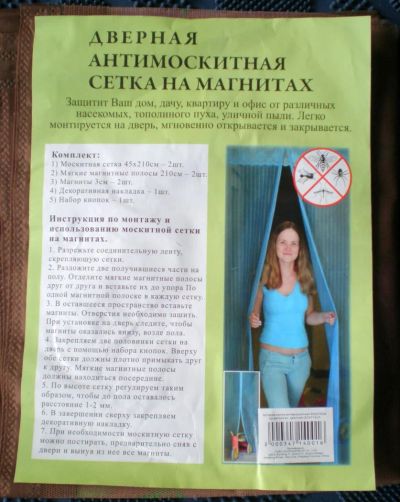 ДВЕРНАЯ
АНТИМОСКИТНАЯ
СЕТКА НА МАГНИТАХ
Защитит Ваш дом, дачу, квартиру и офис от различных
насекомых, тополиного пуха, уличной пыли. Легко
монтируется на дверь, мгновенно открывается и закрывается.
Комплект:
1) Москитная сетка 45х210см – 2шт.
2) Мягкие магнитные полосы 210см – 2шт.
3) Магниты 3см – 2шт.
4) Декоративная накладка – 1шт.
5) Набор кнопок – 1шт.
Инструкция по монтажу и
использованию москитной сетки
на магнитах.
1. Разрежьте соединительную ленту,
скрепляющую сетки.
2. Разложите две получившиеся части на
полу. Отделите мягкие магнитные полосы
друг от друга и вставьте их до упора По
одной магнитной полоске в каждую сетку.
3. В оставшиеся пространство вставьте
магниты. Отверстия необходимо зашить.
При установке на дверь следите, чтобы
магниты оказались внизу, возле пола.
4. Закрепляем две половинки сетки на
дверь с помощью набора кнопок. Вверху
обе сетки должны плотно примыкать друг
к другу. Мягкие магнитные полосы
должны находиться посередине.
5. По высоте сетку регулируем таким
образом, чтобы до пола оставалось
расстояние 1-2 мм.
6. В завершении сверху закрепляем
декоративную накладку.
7. При необходимости москитную сетку
можно постирать, предварительно сняв с
двери и вынув из нее все магниты.